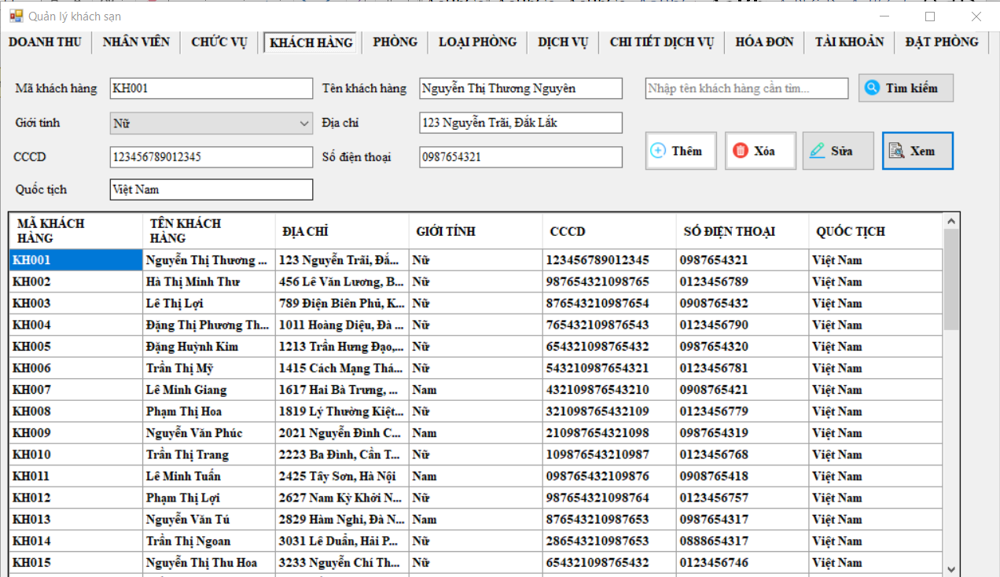 Quản lý khách sạn
DOANH THU NHÂN VIÊN CHỨC VỤ KHÁCH HÀNG PHÒNG LOẠI PHÒNG DỊCH VỤ CHI TIẾT DỊCH VỤ HÓA ĐƠN TÀI KHOẢN ĐẶT PHÒNG
Mã khách hàng KH001 Tên khách hàng Nguyễn Thị Thương Nguyên Nhập tên khách hàng cần tìm... Tìm kiếm
Giới tính Nữ Địa chỉ 123 Nguyễn Trãi, Đắk Lắk
CCCD 123456789012345 Số điện thoại 0987654321 Thêm Xóa Sửa Xem
Quốc tịch Việt Nam
MÃ KHÁCH HÀNG TÊN KHÁCH HÀNG ĐỊA CHỈ GIỚI TÍNH CCCD SỐ ĐIỆN THOẠI QUỐC TỊCH
KH001 Nguyễn Thị Thương ... 123 Nguyễn Trãi, Đắ... Nữ 123456789012345 0987654321 Việt Nam
KH002 Hà Thị Minh Thư 456 Lê Văn Lương, B... Nữ 987654321098765 0123456789 Việt Nam
KH003 Lê Thị Lợi 789 Điện Biên Phủ, K... Nữ 876543210987654 0908765432 Việt Nam
KH004 Đặng Thị Phương Th... 1011 Hoàng Diệu, Đà ... Nữ 765432109876543 0123456790 Việt Nam
KH005 Đặng Huỳnh Kim 1213 Trần Hưng Đạo,... Nữ 654321098765432 0987654320 Việt Nam
KH006 Trần Thị Mỹ 1415 Cách Mạng Thá... Nữ 543210987654321 0123456781 Việt Nam
KH007 Lê Minh Giang 1617 Hai Bà Trưng, ... Nam 432109876543210 0908765421 Việt Nam
KH008 Phạm Thị Hoa 1819 Lý Thường Kiệt... Nữ 321098765432109 0123456779 Việt Nam
KH009 Nguyễn Văn Phúc 2021 Nguyễn Đình C... Nam 210987654321098 0987654319 Việt Nam
KH010 Trần Thị Trang 2223 Ba Đình, Cần T... Nữ 109876543210987 0123456768 Việt Nam
KH011 Lê Minh Tuấn 2425 Tây Sơn, Hà Nội Nam 098765432109876 0908765418 Việt Nam
KH012 Phạm Thị Lợi 2627 Nam Kỳ Khởi N... Nữ 987654321098764 0123456757 Việt Nam
KH013 Nguyễn Văn Tú 2829 Hàm Nghi, Đà N... Nam 876543210987653 0987654317 Việt Nam
KH014 Trần Thị Ngoan 3031 Lê Duẩn, Hải P... Nữ 286543210987653 0888654317 Việt Nam
KH015 Nguyễn Thị Thu Hoa 3233 Nguyễn Chí Th... Nữ 654321098765432 0123456746 Việt Nam